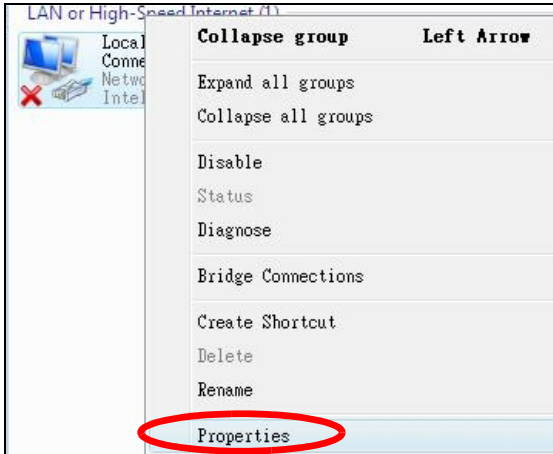 LAN or High-Speed Internet (1)
Local
Conne
Netwo
Intel
Collapse group Left Arrow
Expand all groups
Collapse all groups
Disable
Status
Diagnose
Bridge Connections
Create Shortcut
Delete
Rename
Properties